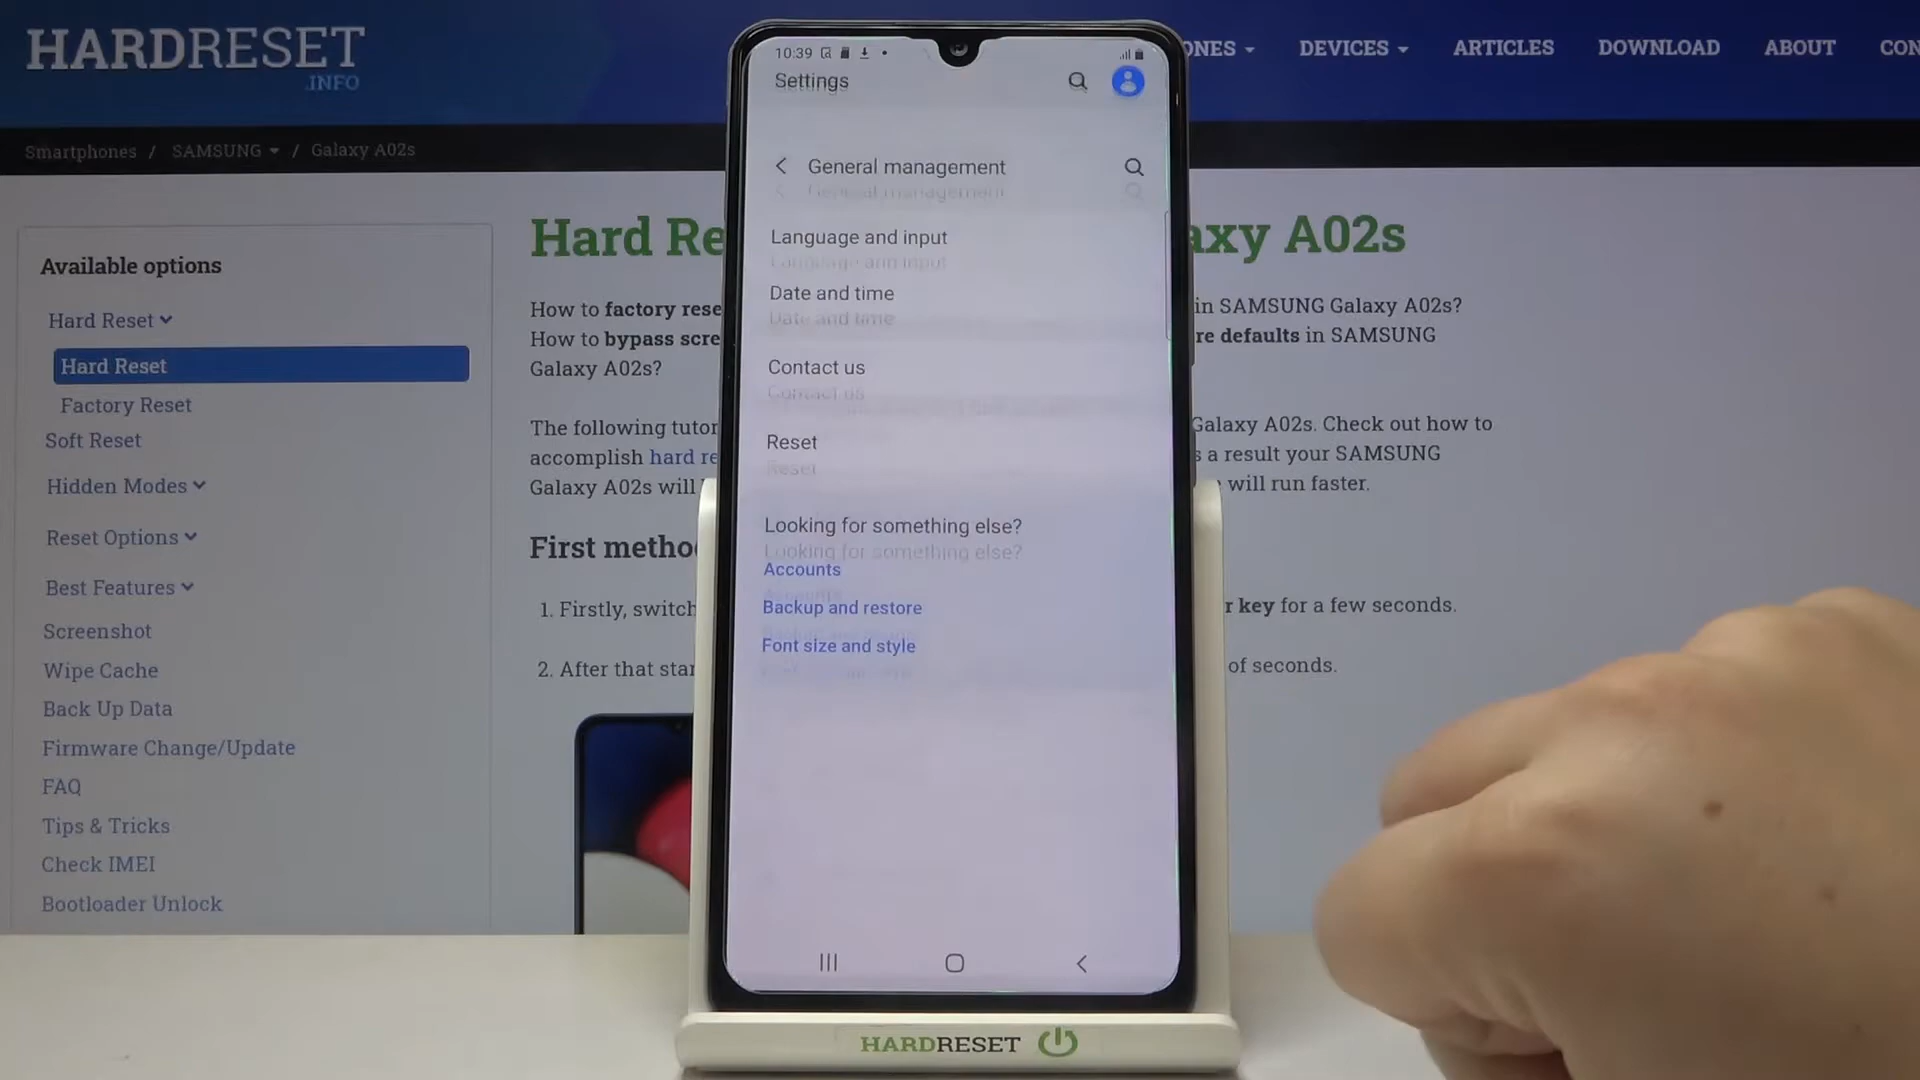 HARDRESET
.INFO
ONES
DEVICES
ARTICLES
DOWNLOAD
ABOUT
CON
Smartphones / SAMSUNG / Galaxy A02s
Available options
Hard Reset
Hard Reset
Factory Reset
Soft Reset
Hidden Modes
Reset Options
Best Features
Screenshot
Wipe Cache
Back Up Data
Firmware Change/Update
FAQ
Tips & Tricks
Check IMEI
Bootloader Unlock
Hard Re
axy A02s
How to factory rese
in SAMSUNG Galaxy A02s?
How to bypass scre
re defaults in SAMSUNG
Galaxy A02s?
The following tutor
Galaxy A02s. Check out how to
accomplish hard re
s a result your SAMSUNG
Galaxy A02s will
will run faster.
First metho
1. Firstly, switch
r key for a few seconds.
2. After that star
of seconds.
10:39
Settings
General management
Language and input
Date and time
Contact us
Reset
Looking for something else?
Accounts
Backup and restore
Font size and style
HARDRESET